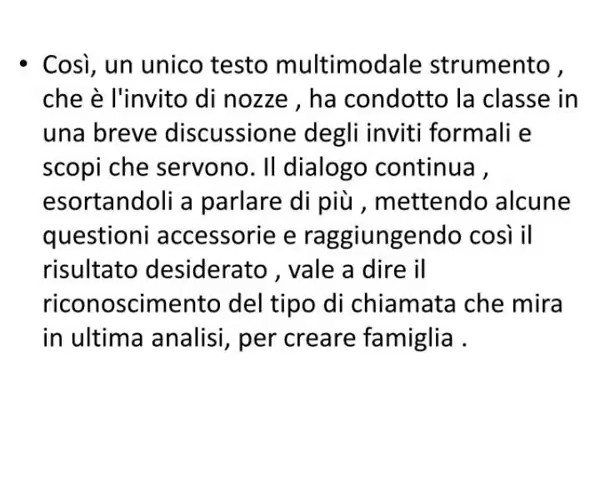 • Così, un unico testo multimodale strumento ,
che è l'invito di nozze , ha condotto la classe in
una breve discussione degli inviti formali e
scopi che servono. Il dialogo continua ,
esortandoli a parlare di più , mettendo alcune
questioni accessorie e raggiungendo così il
risultato desiderato , vale a dire il
riconoscimento del tipo di chiamata che mira
in ultima analisi, per creare famiglia .